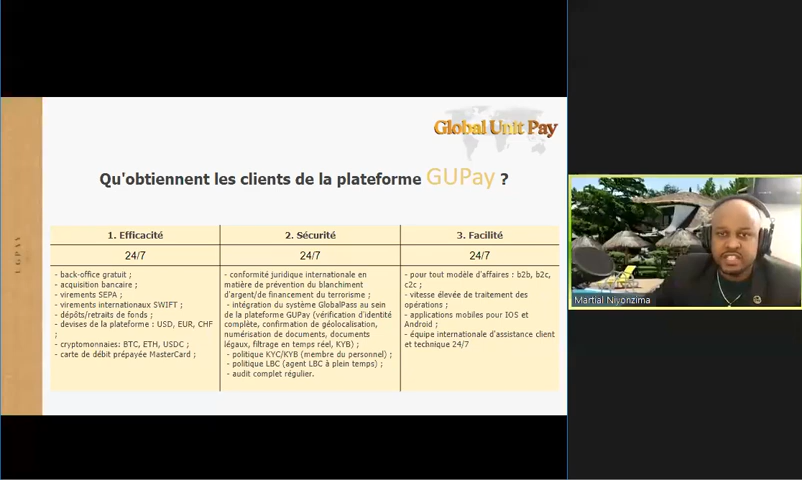 Global Unit Pay
Qu'obtiennent les clients de la plateforme GUPay ?
UGPAY
1. Efficacité
24/7
- back-office gratuit ;
- acquisition bancaire ;
- virements SEPA ;
- virements internationaux SWIFT ;
- dépôts/retraits de fonds ;
- devises de la plateforme : USD, EUR, CHF
;
- cryptomonnaies: BTC, ETH, USDC ;
- carte de débit prépayée MasterCard ;
2. Sécurité
24/7
- conformité juridique internationale en
matière de prévention du blanchiment
d'argent/de financement du terrorisme ;
- intégration du système GlobalPass au sein
de la plateforme GUPay (vérification d'identité
complète, confirmation de géolocalisation,
numérisation de documents, documents
légaux, filtrage en temps réel, KYB) ;
- politique KYC/KYB (membre du personnel) ;
- politique LBC (agent LBC à plein temps) ;
- audit complet régulier.
3. Facilité
24/7
- pour tout modèle d'affaires : b2b, b2c,
c2c ;
- vitesse élevée de traitement des
opérations ;
- applications mobiles pour IOS et
Android ;
- équipe internationale d'assistance client
et technique 24/7
Martial Niyonzima